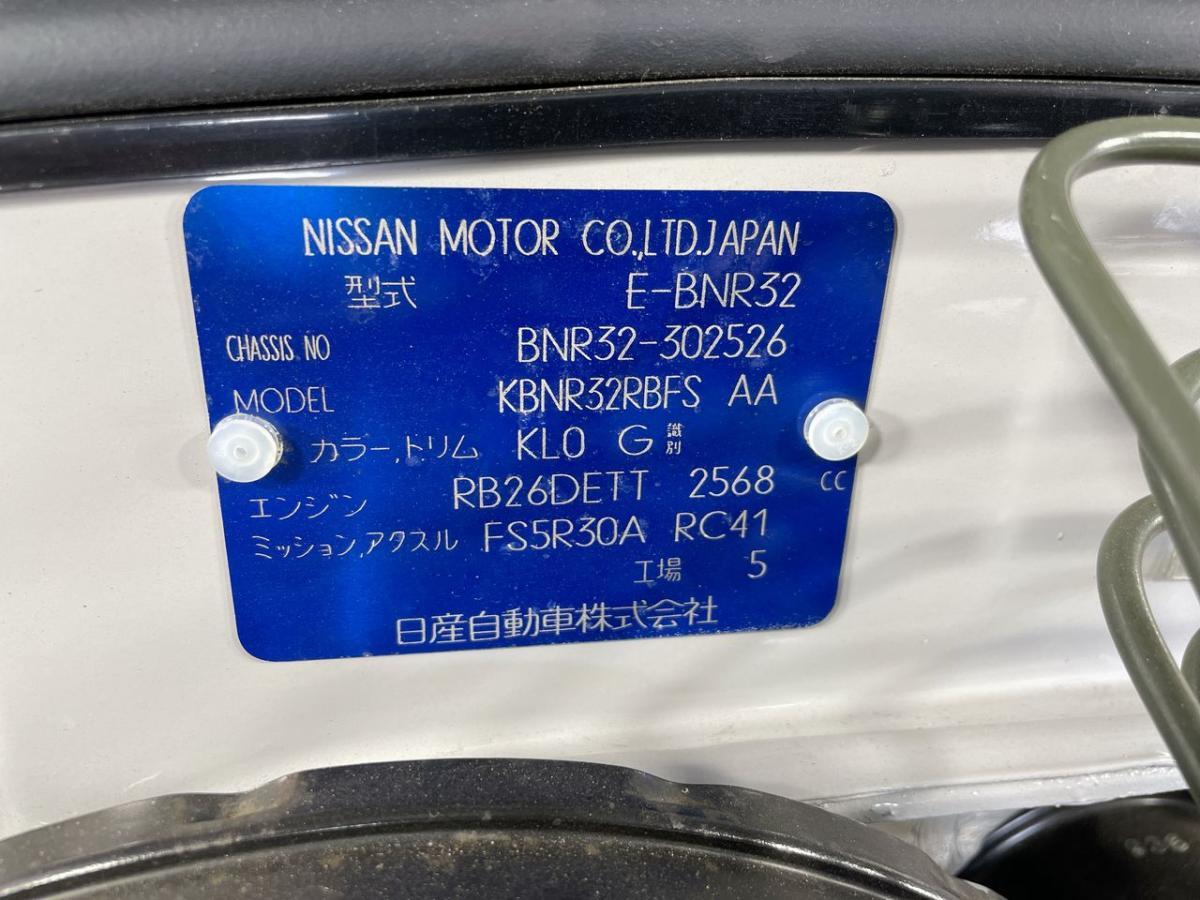 NISSAN MOTOR CO.,LTD.JAPAN
型式 E-BNR32
CHASSIS NO BNR32-302526
MODEL KBNR32RBFS AA
カラー,トリム KL0 G 識別
エンジン RB26DETT 2568 CC
ミッション,アクスル FS5R30A RC41
工場 5
日産自動車株式会社